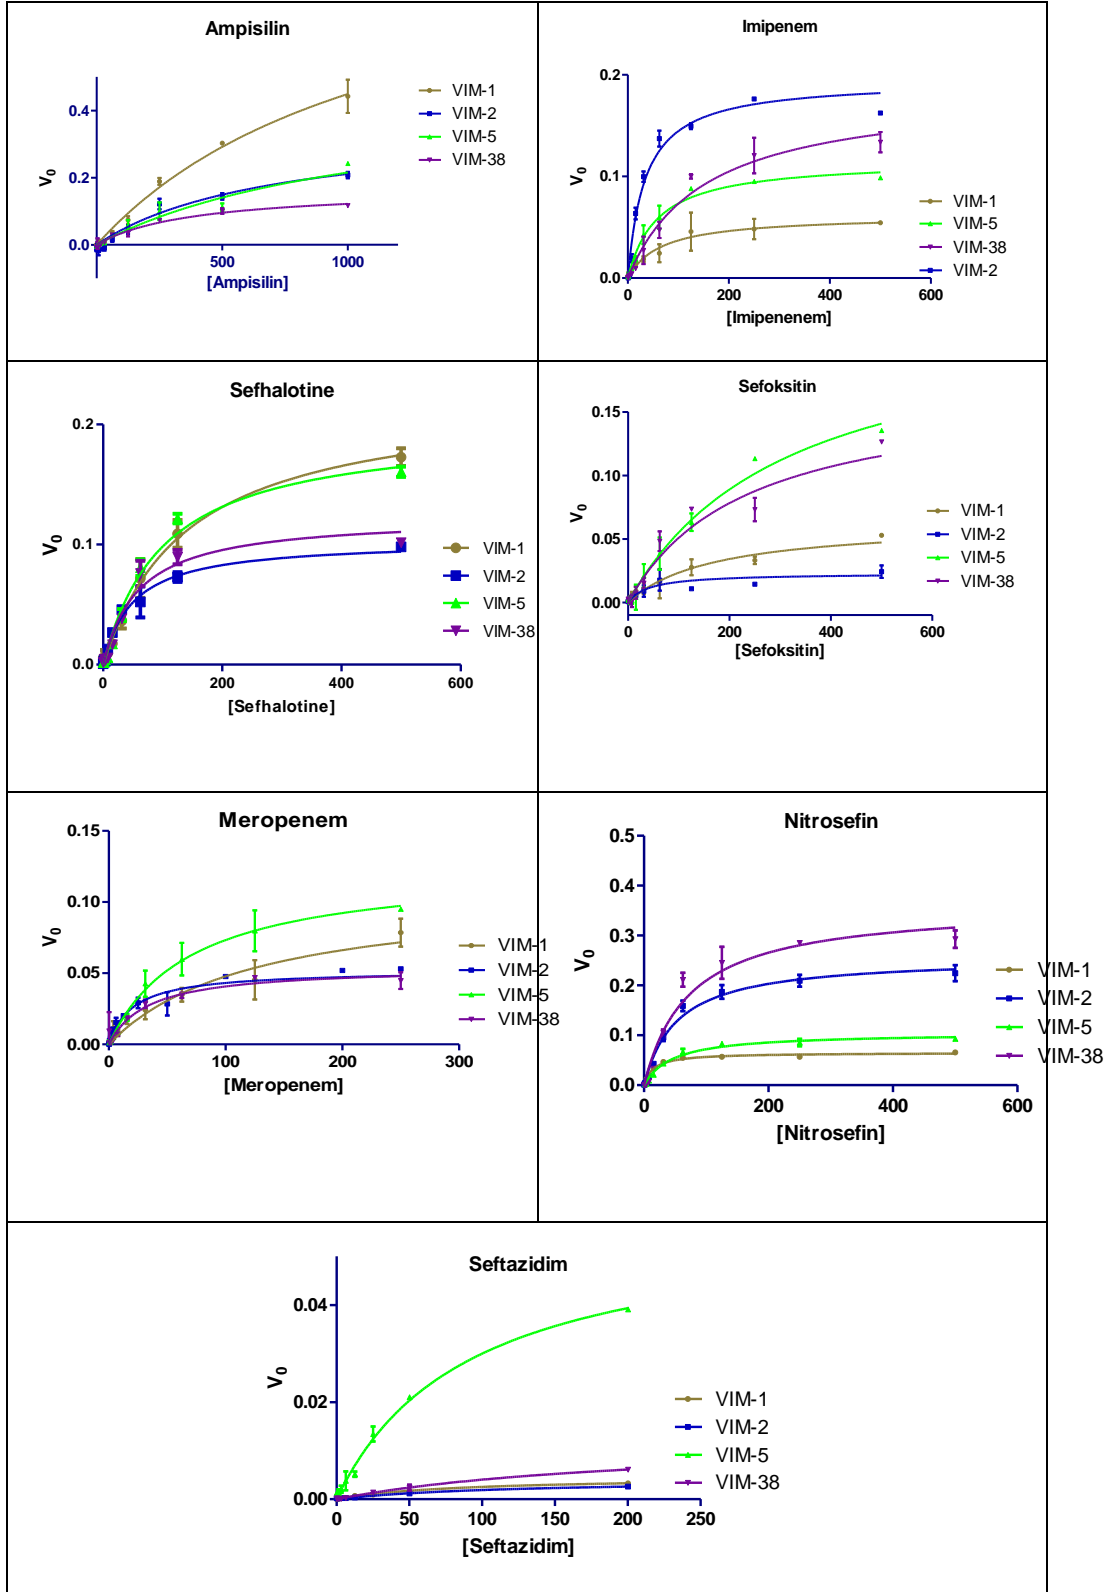 Ampisilin
V0
0.4
0.2
0.0
500
1000
[Ampisilin]
VIM-1
VIM-2
VIM-5
VIM-38
Imipenem
V0
0.2
0.1
0.0
0
200
400
600
[Imipenenem]
VIM-1
VIM-5
VIM-38
VIM-2
Sefhalotine
V0
0.2
0.1
0.0
0
200
400
600
[Sefhalotine]
VIM-1
VIM-2
VIM-5
VIM-38
Sefoksitin
V0
0.15
0.10
0.05
0.00
0
200
400
600
[Sefoksitin]
VIM-1
VIM-2
VIM-5
VIM-38
Meropenem
V0
0.15
0.10
0.05
0.00
0
100
200
300
[Meropenem]
VIM-1
VIM-2
VIM-5
VIM-38
Nitrosefin
V0
0.5
0.4
0.3
0.2
0.1
0.0
0
200
400
600
[Nitrosefin]
VIM-1
VIM-2
VIM-5
VIM-38
Seftazidim
V0
0.04
0.02
0.00
0
50
100
150
200
250
[Seftazidim]
VIM-1
VIM-2
VIM-5
VIM-38